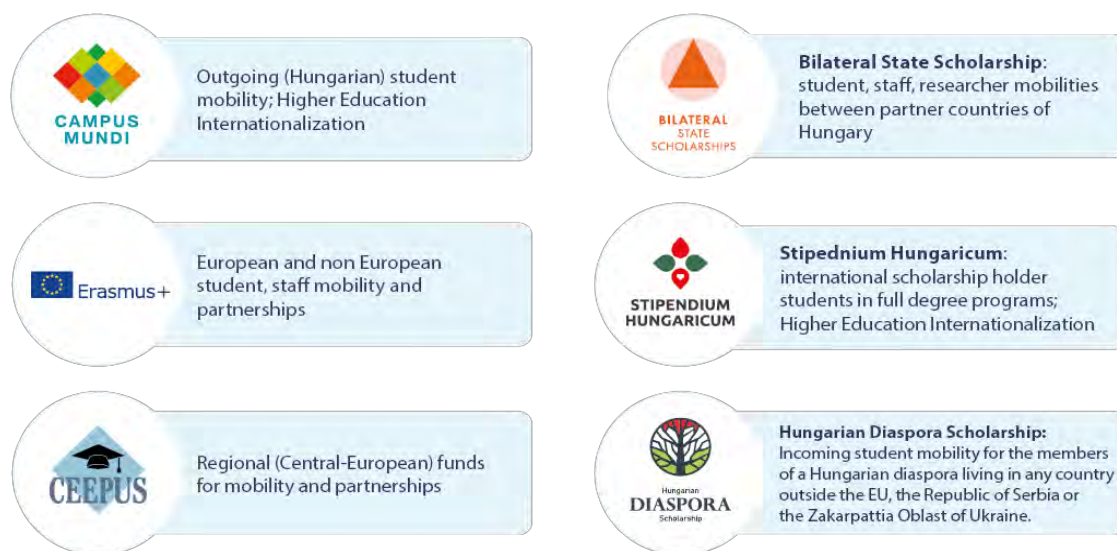 CAMPUS
MUNDI
Outgoing (Hungarian) student
mobility; Higher Education
Internationalization
Erasmus+
European and non European
student, staff mobility and
partnerships
CEEPUS
Regional (Central-European) funds
for mobility and partnerships
BILATERAL
STATE
SCHOLARSHIPS
Bilateral State Scholarship:
student, staff, researcher mobilities
between partner countries of
Hungary
STIPENDIUM
HUNGARICUM
Stipednium Hungaricum:
international scholarship holder
students in full degree programs;
Higher Education Internationalization
Hungarian
DIASPORA
Scholarship
Hungarian Diaspora Scholarship:
Incoming student mobility for the members
of a Hungarian diaspora living in any country
outside the EU, the Republic of Serbia or
the Zakarpattia Oblast of Ukraine.